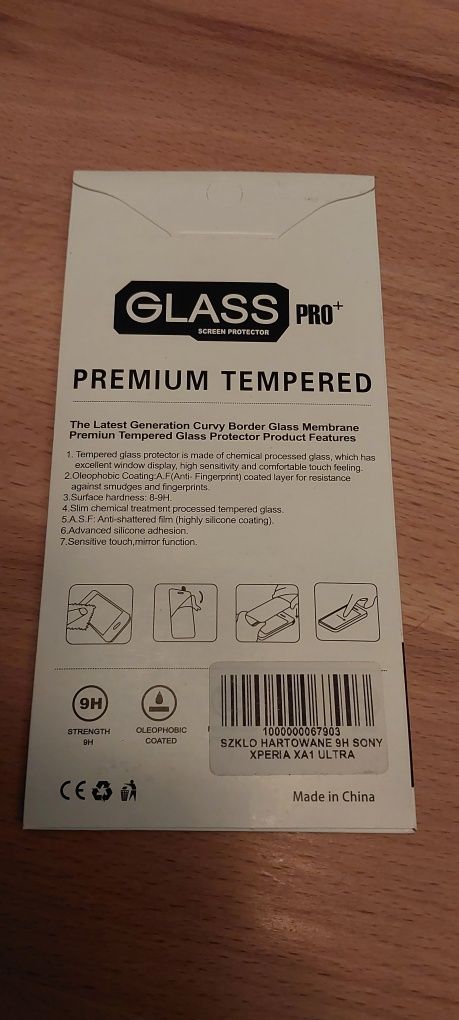 GLASS
SCREEN PROTECTOR
PRO+
PREMIUM TEMPERED
The Latest Generation Curvy Border Glass Membrane
Premiun Tempered Glass Protector Product Features
1. Tempered glass protector is made of chemical processed glass, which has
excellent window display, high sensitivity and comfortable touch feeling.
2.Oleophobic Coating:A.F(Anti- Fingerprint) coated layer for resistance
against smudges and fingerprints.
3.Surface hardness: 8-9H.
4.Slim chemical treatment processed tempered glass.
5.A.S.F: Anti-shattered film (highly silicone coating).
6.Advanced silicone adhesion.
7.Sensitive touch,mirror function.
9H
STRENGTH
9H
OLEOPHOBIC
COATED
1000000067903
SZKLO HARTOWANE 9H SONY
XPERIA XA1 ULTRA
CE
Made in China